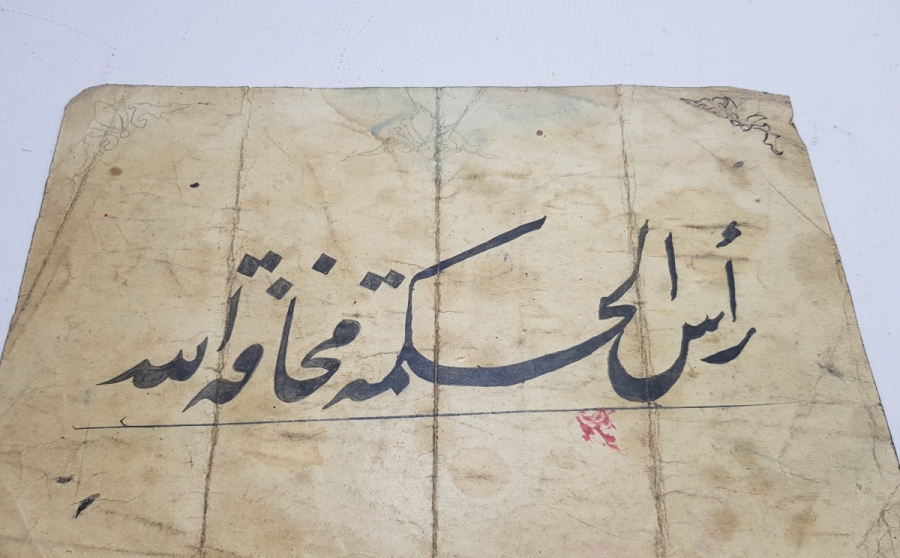 رأس الحكمة مخافة الله